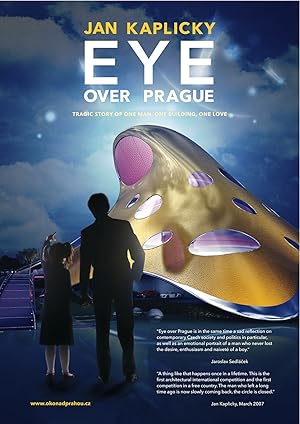 JAN KAPLICKY
EYE
OVER PRAGUE
TRAGIC STORY OF ONE MAN, ONE BUILDING, ONE LOVE
"Eye over Prague is in the same time a sad reflection on
contemporary Czech society and politics in particular,
as well as an emotional portrait of a man who never lost
the desire, enthusiasm and naiveté of a boy."
Jaroslav Sedláček
"A thing like that happens once in a lifetime. This is the
first architectural international competition and the first
competition in a free country. The man who left a long
time ago is now slowly coming back, the circle is closed."
Jan Kaplicky, March 2007
www.okonadprahou.cz